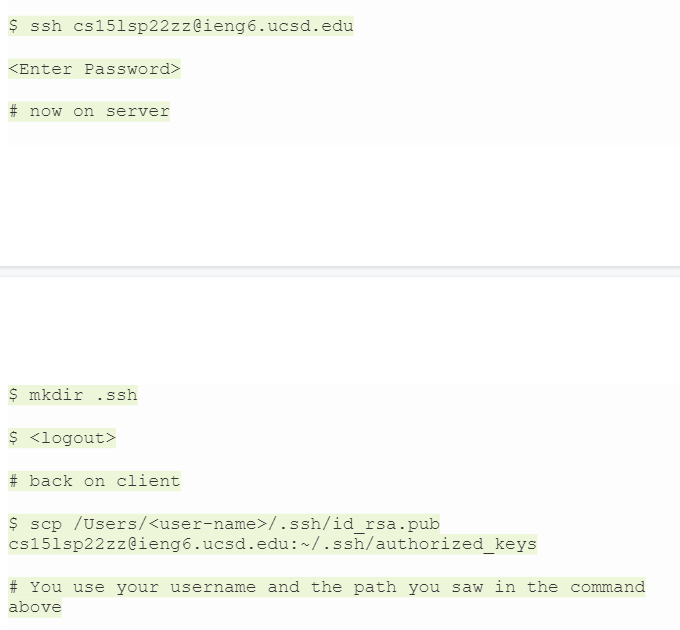 $ ssh cs15lsp22zz@ieng6.ucsd.edu
<Enter Password>
# now on server
$ mkdir .ssh
$ <logout>
# back on client
$ scp /Users/<user-name>/.ssh/id_rsa.pub
cs15lsp22zz@ieng6.ucsd.edu:~/.ssh/authorized_keys
# You use your username and the path you saw in the command
above